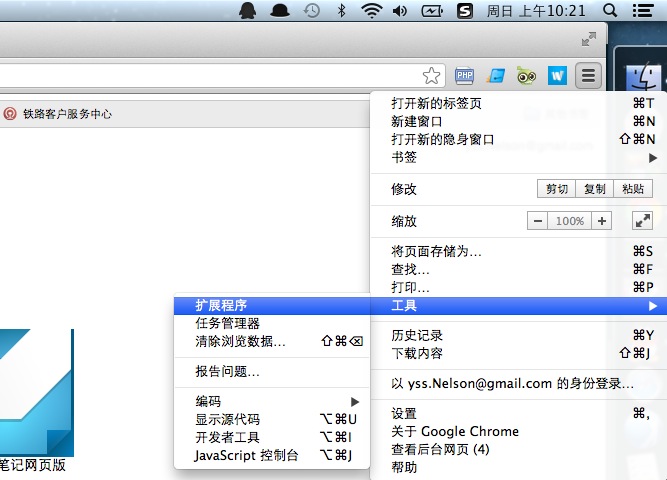 周日 上午10:21
PHP
W
铁路客户服务中心
打开新的标签页 ⌘T
新建窗口 ⌘N
打开新的隐身窗口 ⇧⌘N
书签 ▶
修改 剪切 复制 粘贴
缩放 − 100% +
将页面存储为... ⌘S
查找... ⌘F
打印... ⌘P
工具 ▶
历史记录 ⌘Y
下载内容 ⇧⌘J
以 yss.Nelson@gmail.com 的身份登录...
设置 ⌘,
关于 Google Chrome
查看后台网页 (4)
帮助
扩展程序
任务管理器
清除浏览数据... ⇧⌘⌫
报告问题...
编码 ▶
显示源代码 ⌥⌘U
开发者工具 ⌥⌘I
JavaScript 控制台 ⌥⌘J
笔记网页版